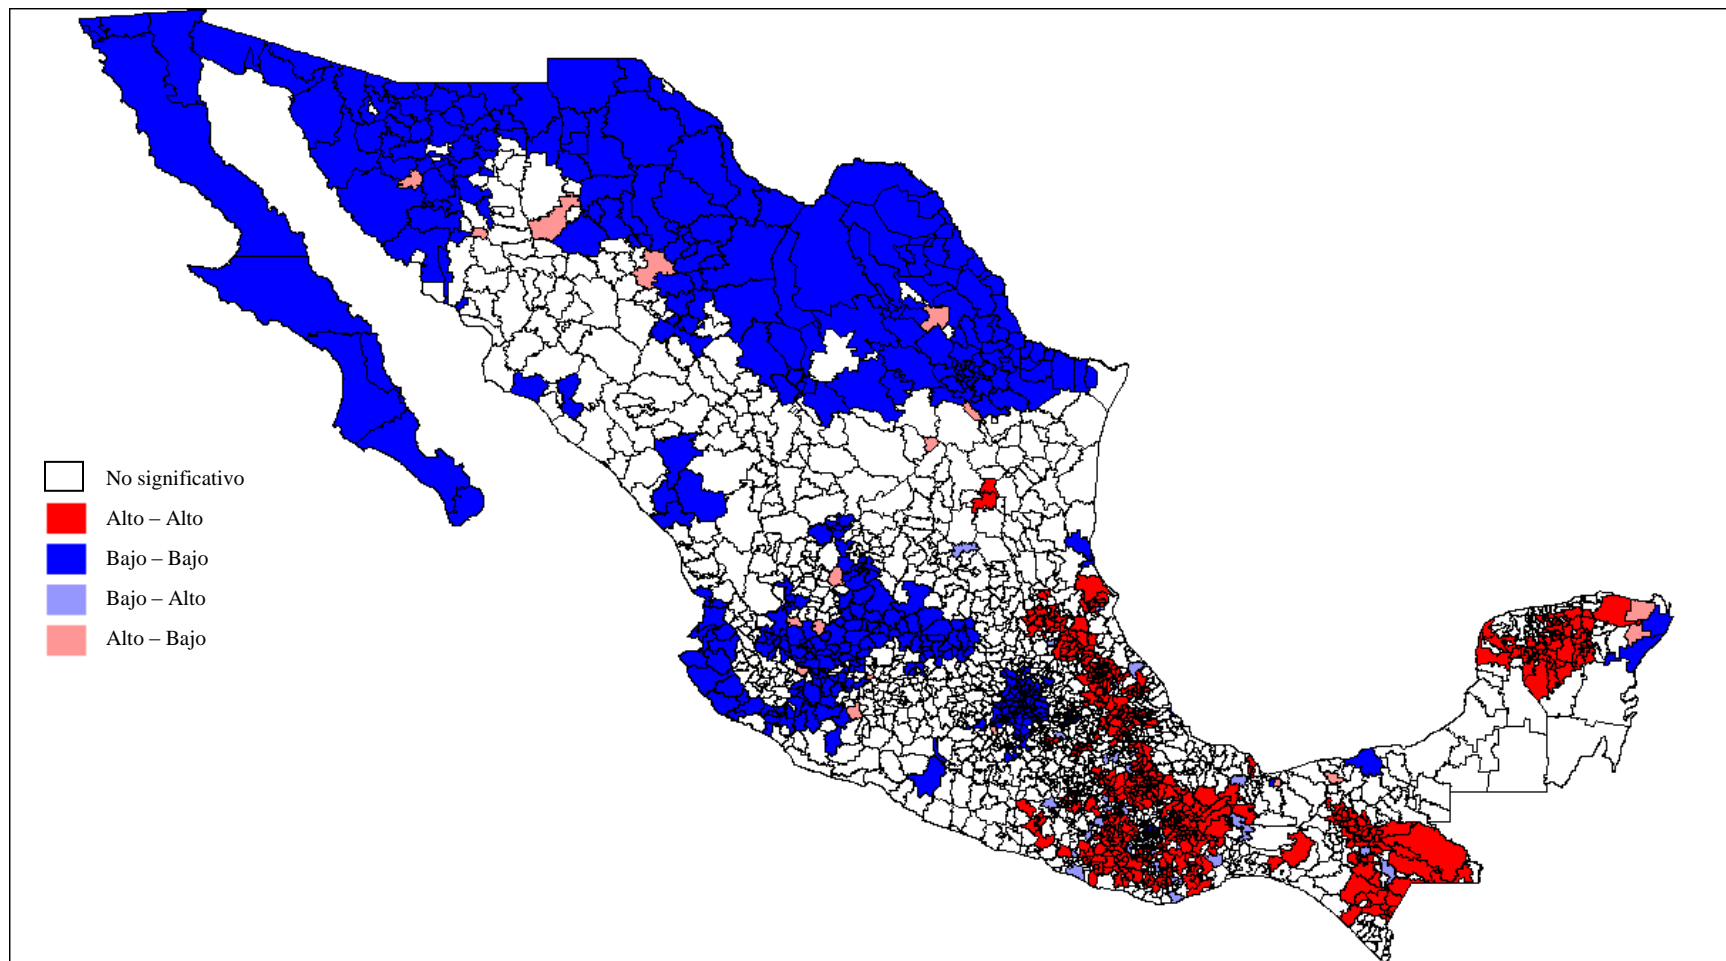 No significativo
Alto – Alto
Bajo – Bajo
Bajo – Alto
Alto – Bajo